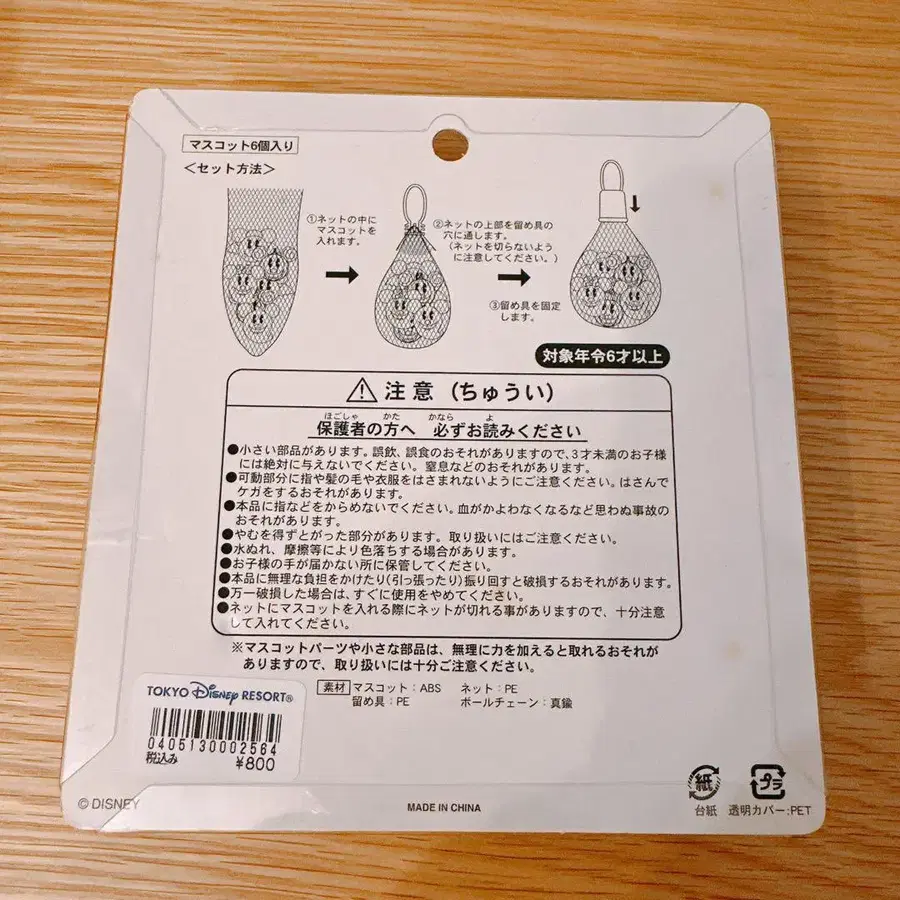 マスコット6個入り
＜セット方法＞
①ネットの中に
マスコットを
入れます。
②ネットの上部を留め具の
穴に通します。
（ネットを切らないよう
に注意してください。）
③留め具を固定
します。
対象年令6才以上
注意（ちゅうい）
ほごしゃ かた かなら よ
保護者の方へ 必ずお読みください
●小さい部品があります。誤飲、誤食のおそれがありますので、3才未満のお子様
には絶対に与えないでください。窒息などのおそれがあります。
●可動部分に指や髪の毛や衣服をはさまれないようにご注意ください。はさんで
ケガをするおそれがあります。
●本品に指などをからめないでください。血がかよわなくなるなど思わぬ事故の
おそれがあります。
●やむを得ずとがった部分があります。取り扱いにはご注意ください。
●水ぬれ、摩擦等により色落ちする場合があります。
●お子様の手が届かない所に保管してください。
●本品に無理な負担をかけたり(引っ張ったり)振り回すと破損するおそれがあります。
●万一破損した場合は、すぐに使用をやめてください。
●ネットにマスコットを入れる際にネットが切れる事がありますので、十分注意
して入れてください。
※マスコットパーツや小さな部品は、無理に力を加えると取れるおそれが
ありますので、取り扱いには十分ご注意ください。
素材 マスコット：ABS ネット：PE
留め具：PE ボールチェーン：真鍮
TOKYO Disney RESORT®
0405130002564
税込み ¥800
© DISNEY
MADE IN CHINA
紙 プラ
台紙 透明カバー:PET